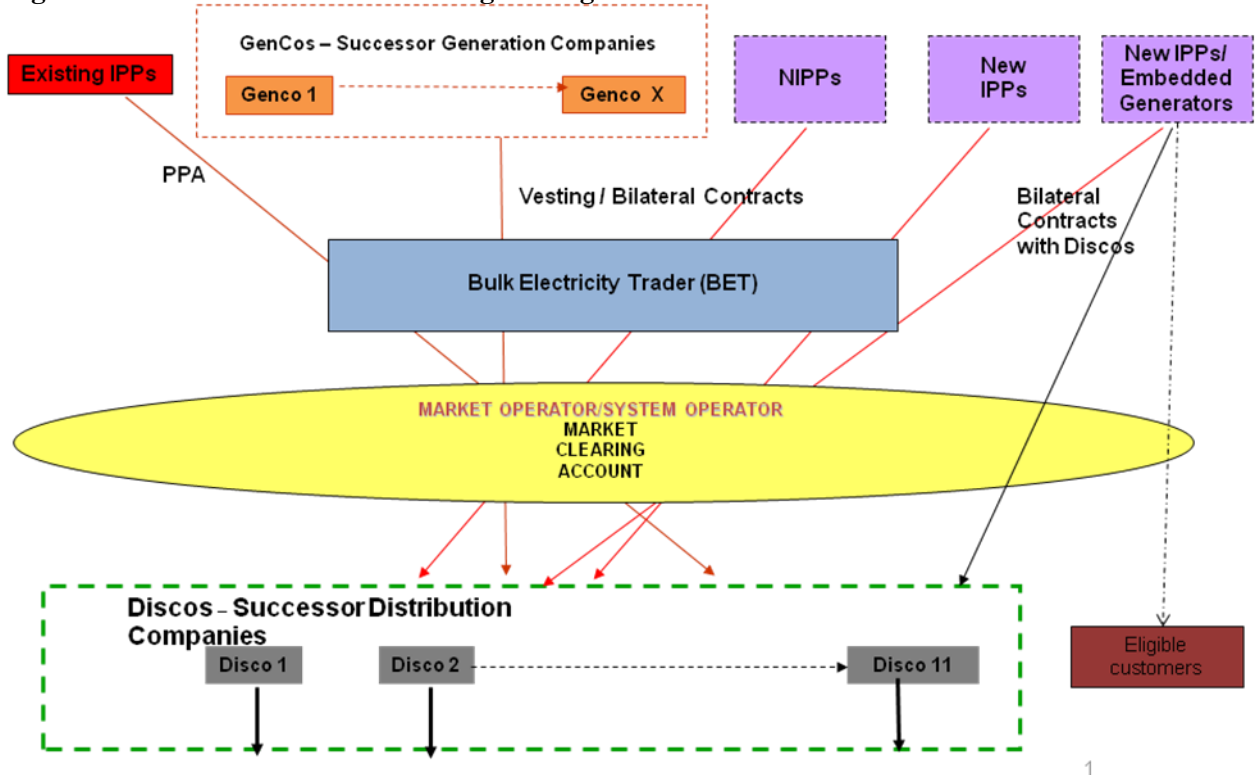 GenCos – Successor Generation Companies
Existing IPPs
Genco 1
Genco X
NIPPs
New
IPPs
New IPPs/
Embedded
Generators
PPA
Vesting / Bilateral Contracts
Bilateral
Contracts
with Discos
Bulk Electricity Trader (BET)
MARKET OPERATOR/SYSTEM OPERATOR
MARKET
CLEARING
ACCOUNT
Discos – Successor Distribution
Companies
Disco 1
Disco 2
Disco 11
Eligible
customers
1